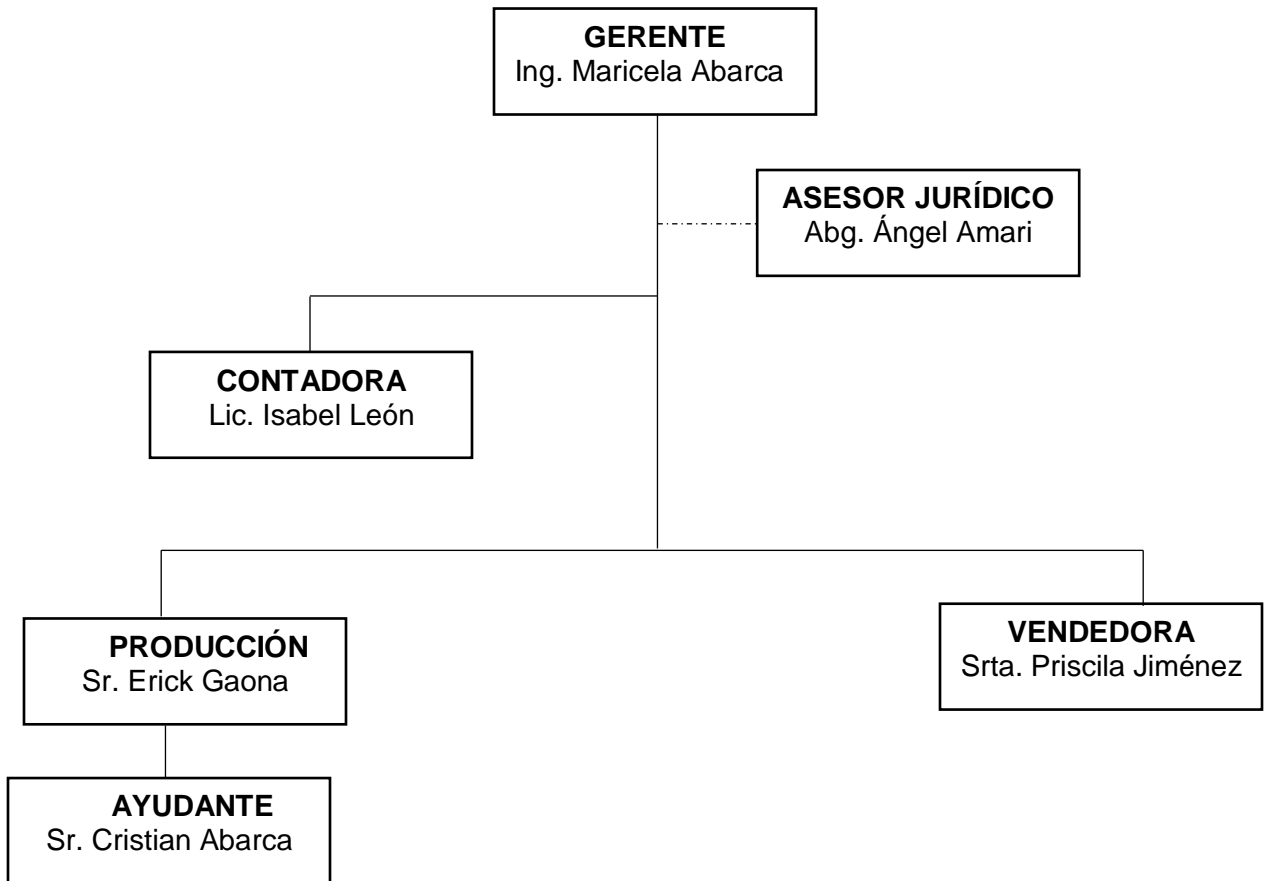 GERENTE
Ing. Maricela Abarca
ASESOR JURÍDICO
Abg. Ángel Amari
CONTADORA
Lic. Isabel León
PRODUCCIÓN
Sr. Erick Gaona
VENDEDORA
Srta. Priscila Jiménez
AYUDANTE
Sr. Cristian Abarca